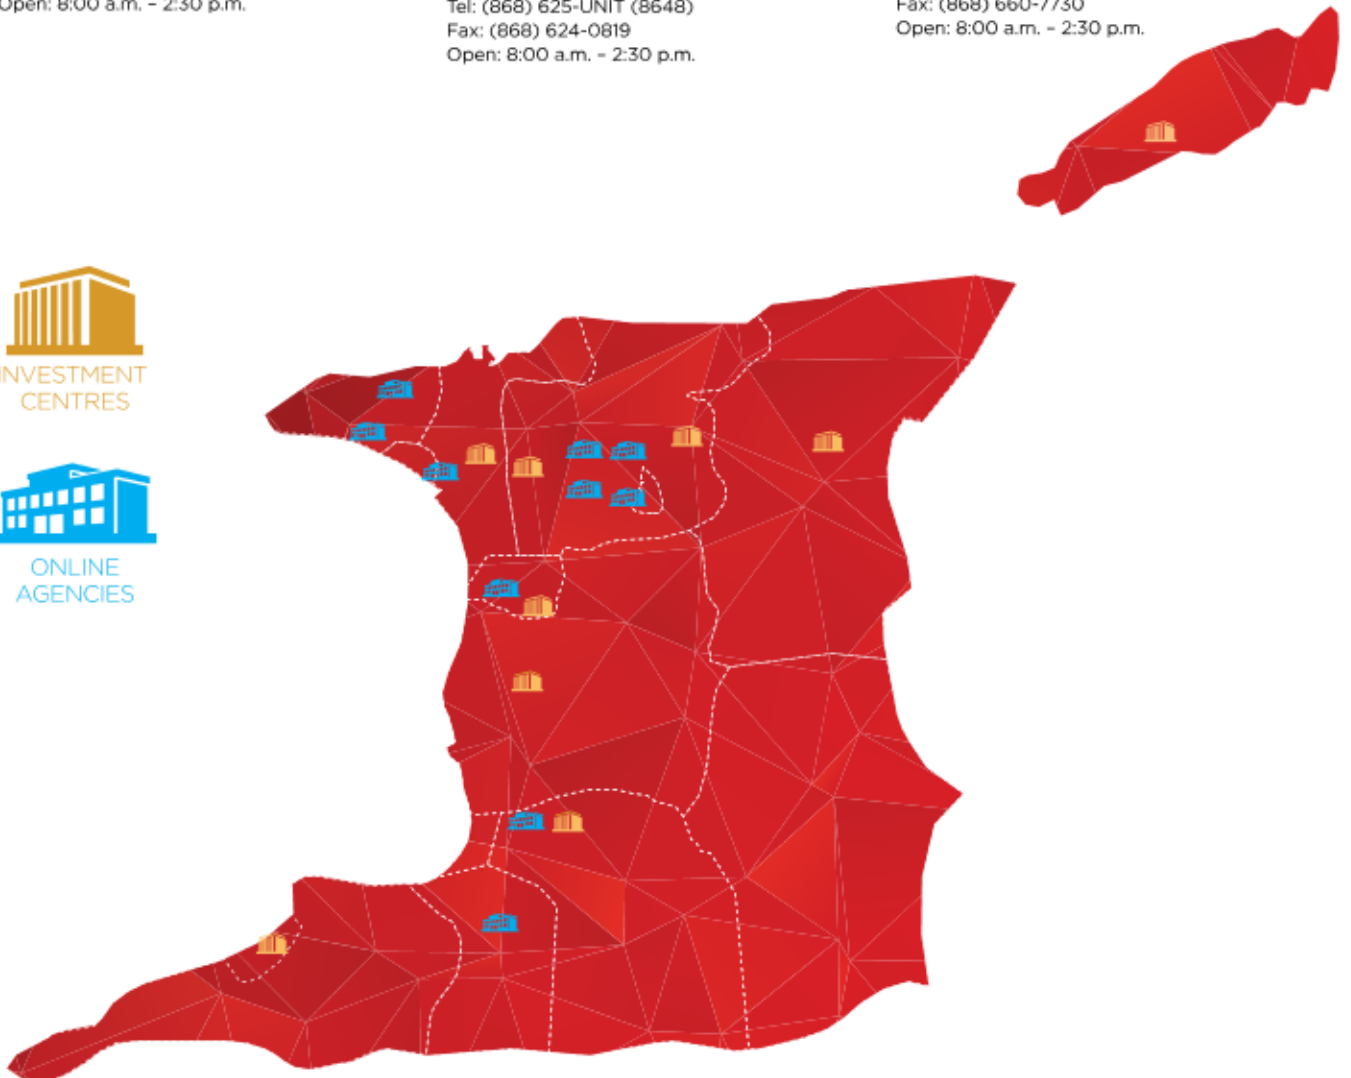 Open: 8:00 a.m. – 2:30 p.m.
Tel: (868) 625-UNIT (8648)
Fax: (868) 624-0819
Open: 8:00 a.m. – 2:30 p.m.
Fax: (868) 660-7730
Open: 8:00 a.m. – 2:30 p.m.
INVESTMENT
CENTRES
ONLINE
AGENCIES